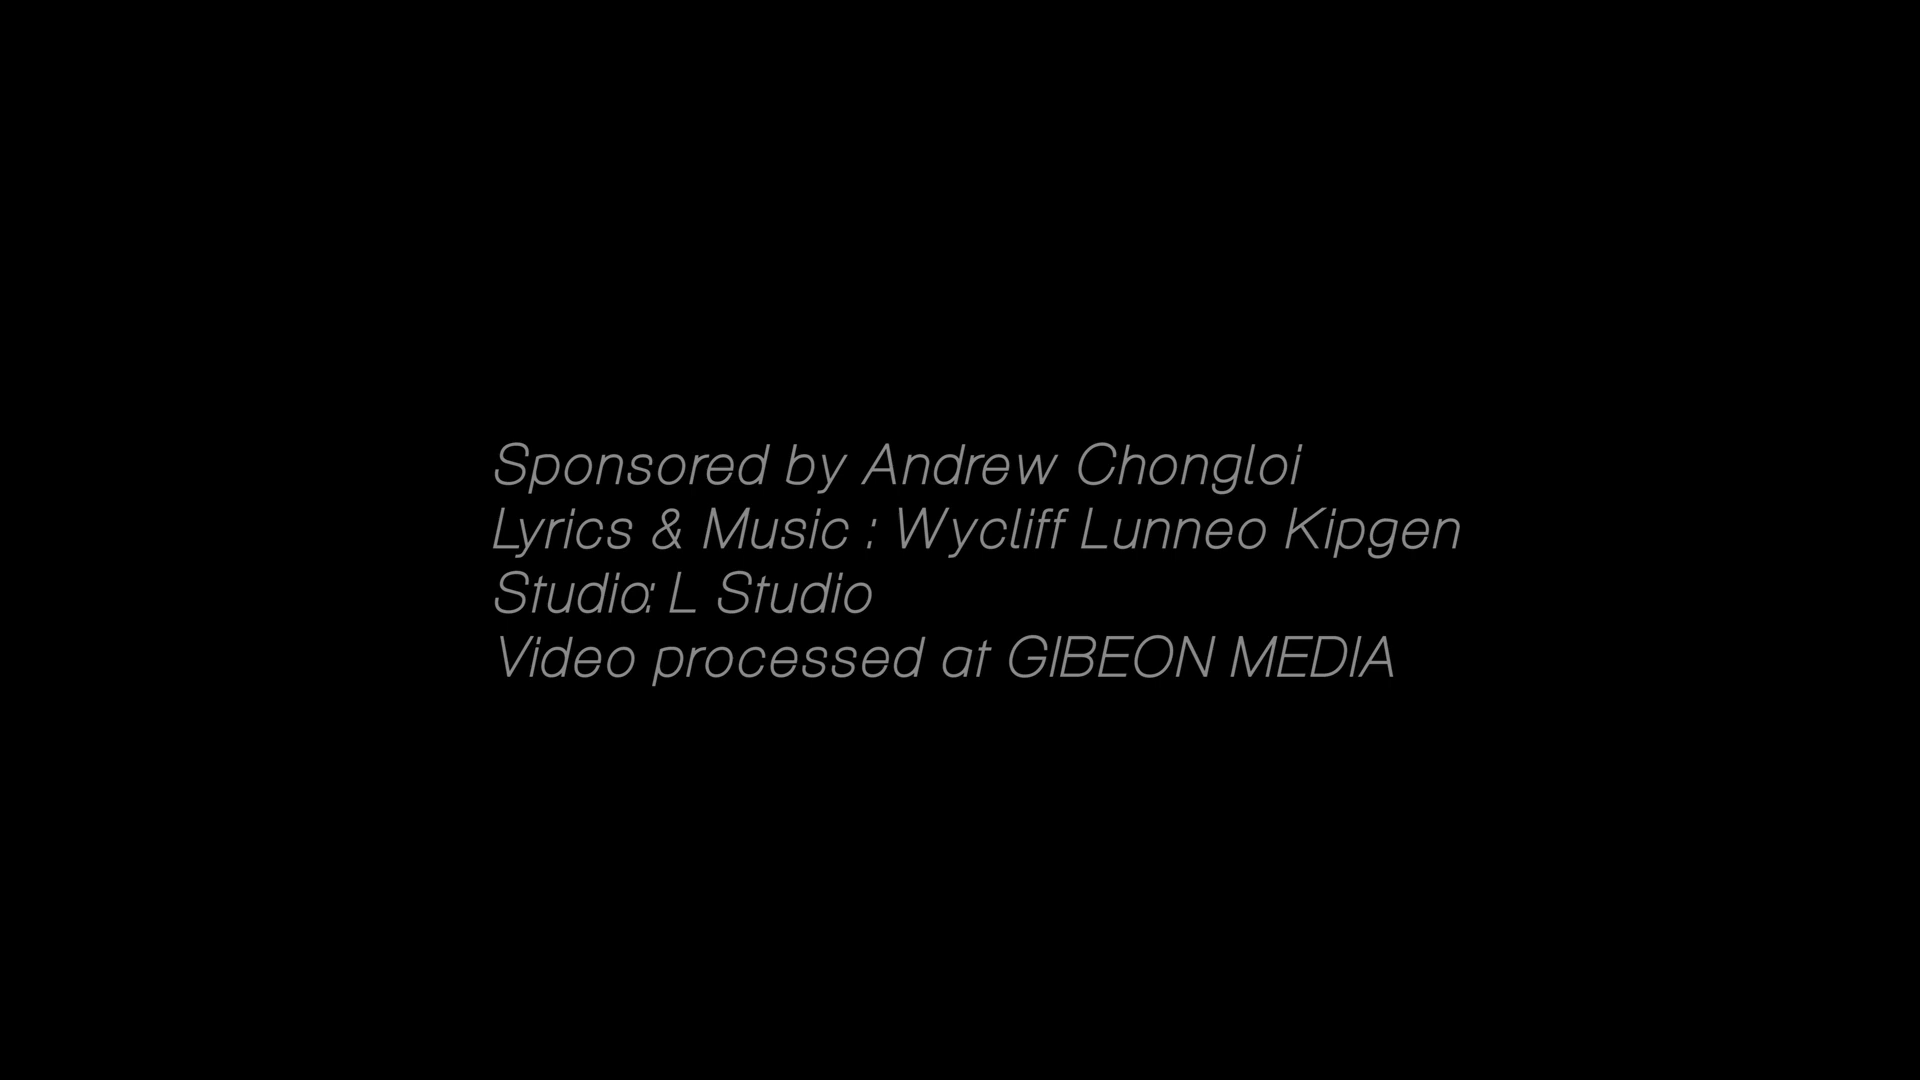 Sponsored by Andrew Chongloi
Lyrics & Music : Wycliff Lunneo Kipgen
Studio: L Studio
Video processed at GIBEON MEDIA